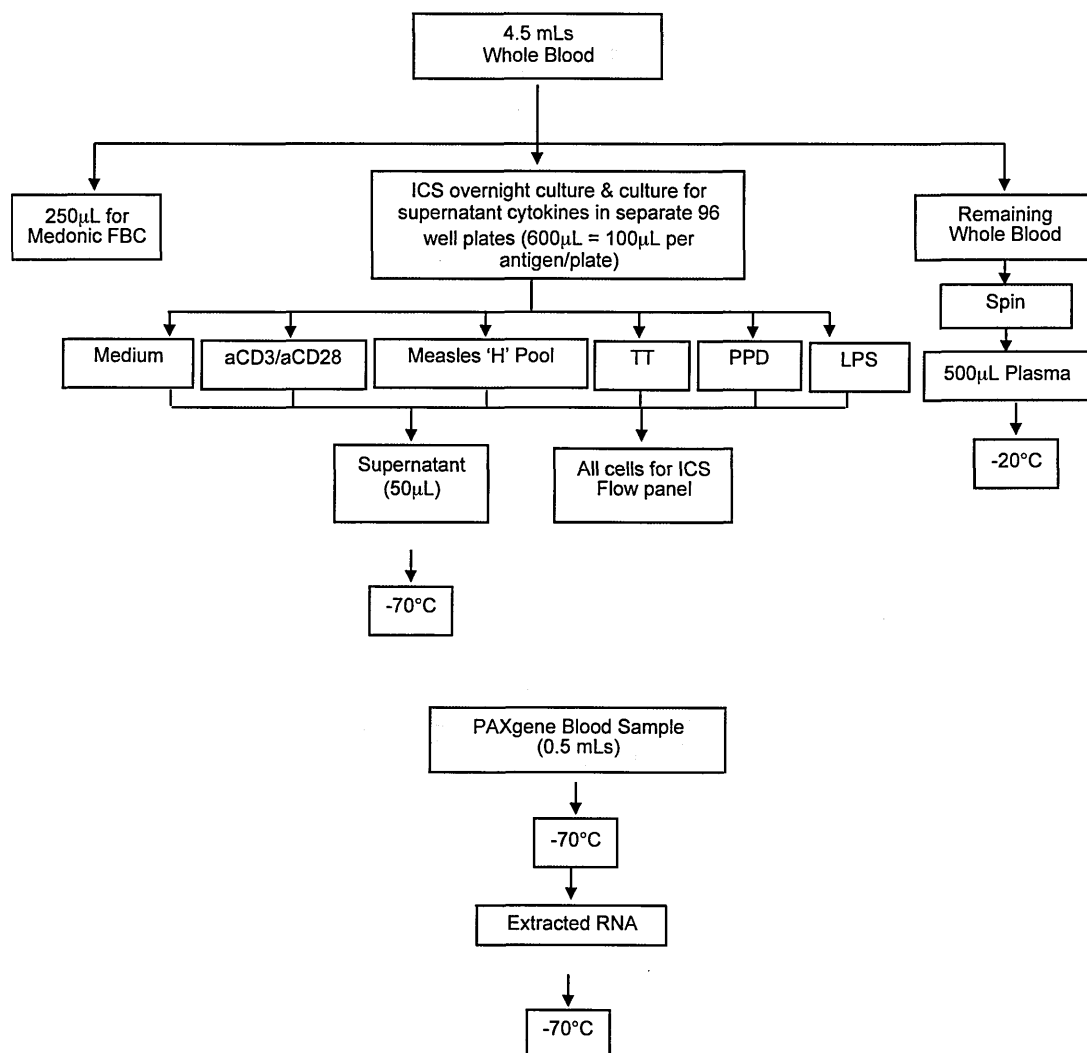 4.5 mLs
Whole Blood
250µL for
Medonic FBC
ICS overnight culture & culture for
supernatant cytokines in separate 96
well plates (600µL = 100µL per
antigen/plate)
Remaining
Whole Blood
Spin
500µL Plasma
-20°C
Medium
aCD3/aCD28
Measles ‘H’ Pool
TT
PPD
LPS
Supernatant
(50µL)
All cells for ICS
Flow panel
-70°C
PAXgene Blood Sample
(0.5 mLs)
-70°C
Extracted RNA
-70°C